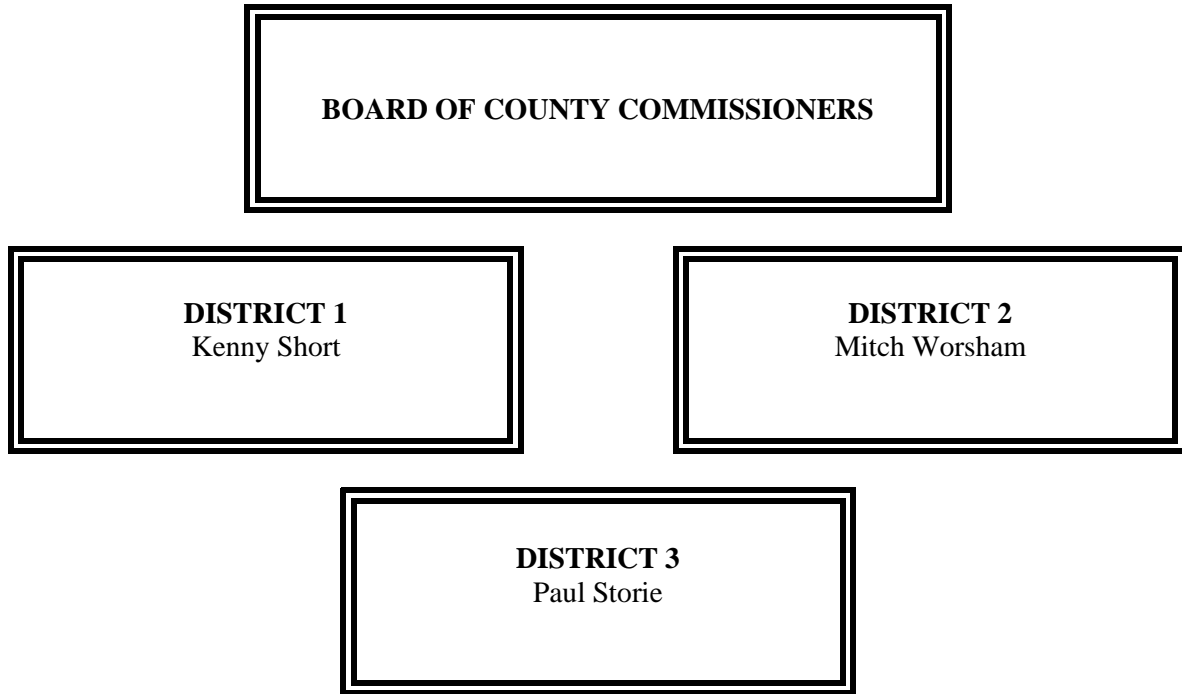 BOARD OF COUNTY COMMISSIONERS
DISTRICT 1
Kenny Short
DISTRICT 2
Mitch Worsham
DISTRICT 3
Paul Storie